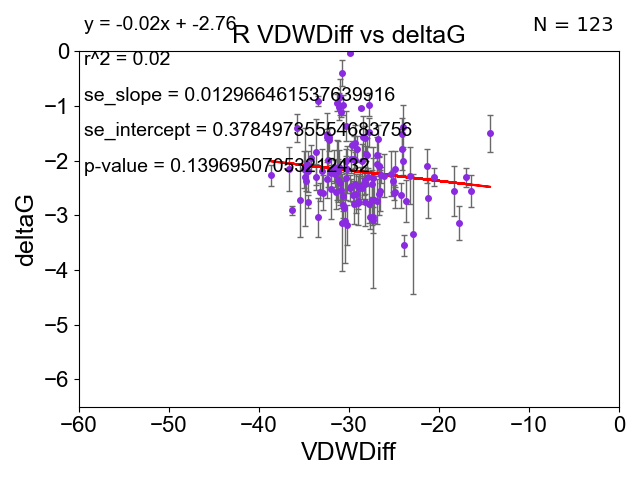 y = -0.02x + -2.76
N = 123
R VDWDiff vs deltaG
r^2 = 0.02
se_slope = 0.012966461537639916
se_intercept = 0.37849785554683756
p-value = 0.13969507053212432
deltaG
0
−1
−2
−3
−4
−5
−6
−60
−50
−40
−30
−20
−10
0
VDWDiff